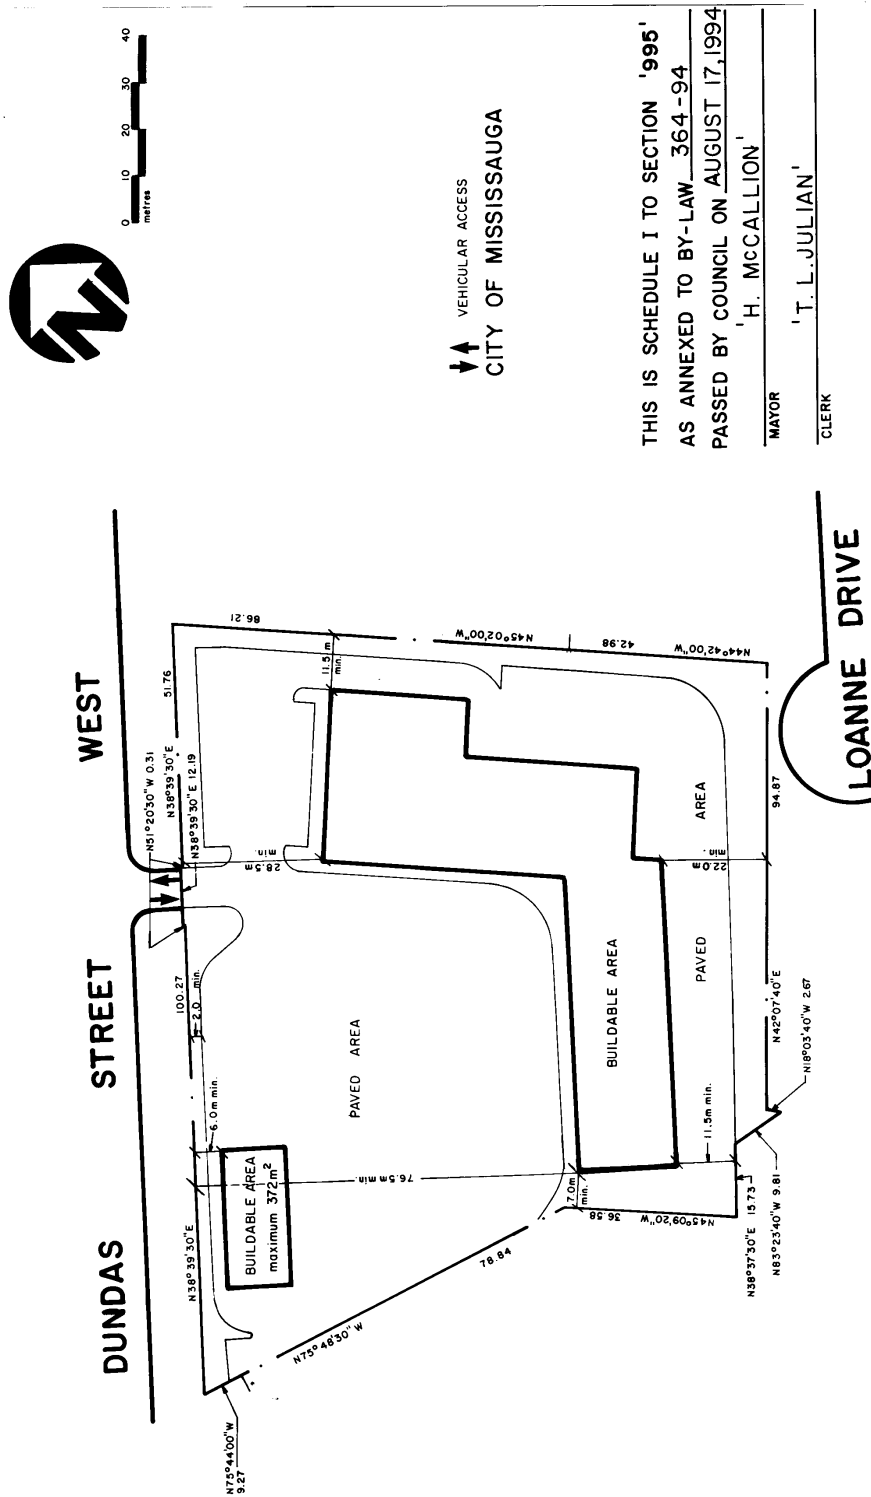 DUNDAS STREET WEST
N75°44'00"W
9.27
N38°39'30"E
100.27
N51°20'30"W 0.31
N38°39'30"E
N38°39'30"E 12.19
51.76
6.0m min.
2.0 min.
BUILDABLE AREA
maximum 372m²
76.5m min.
PAVED AREA
28.5m min.
11.5 m
min.
86.21
N45°02'00"W
42.98
N44°42'00"W
N75°48'30" W
78.84
7.0m
min.
36.58
N45°09'20"W
BUILDABLE AREA
11.5m min.
PAVED AREA
22.0m min.
N38°37'30"E 15.73
N83°23'40"W 9.81
N18°03'40"W 2.67
N42°07'40"E
94.87
LOANNE DRIVE
N
0 10 20 30 40
metres
VEHICULAR ACCESS
CITY OF MISSISSAUGA
THIS IS SCHEDULE I TO SECTION '995'
AS ANNEXED TO BY-LAW 364-94
PASSED BY COUNCIL ON AUGUST 17,1994
'H. McCALLION'
MAYOR
'T. L. JULIAN'
CLERK